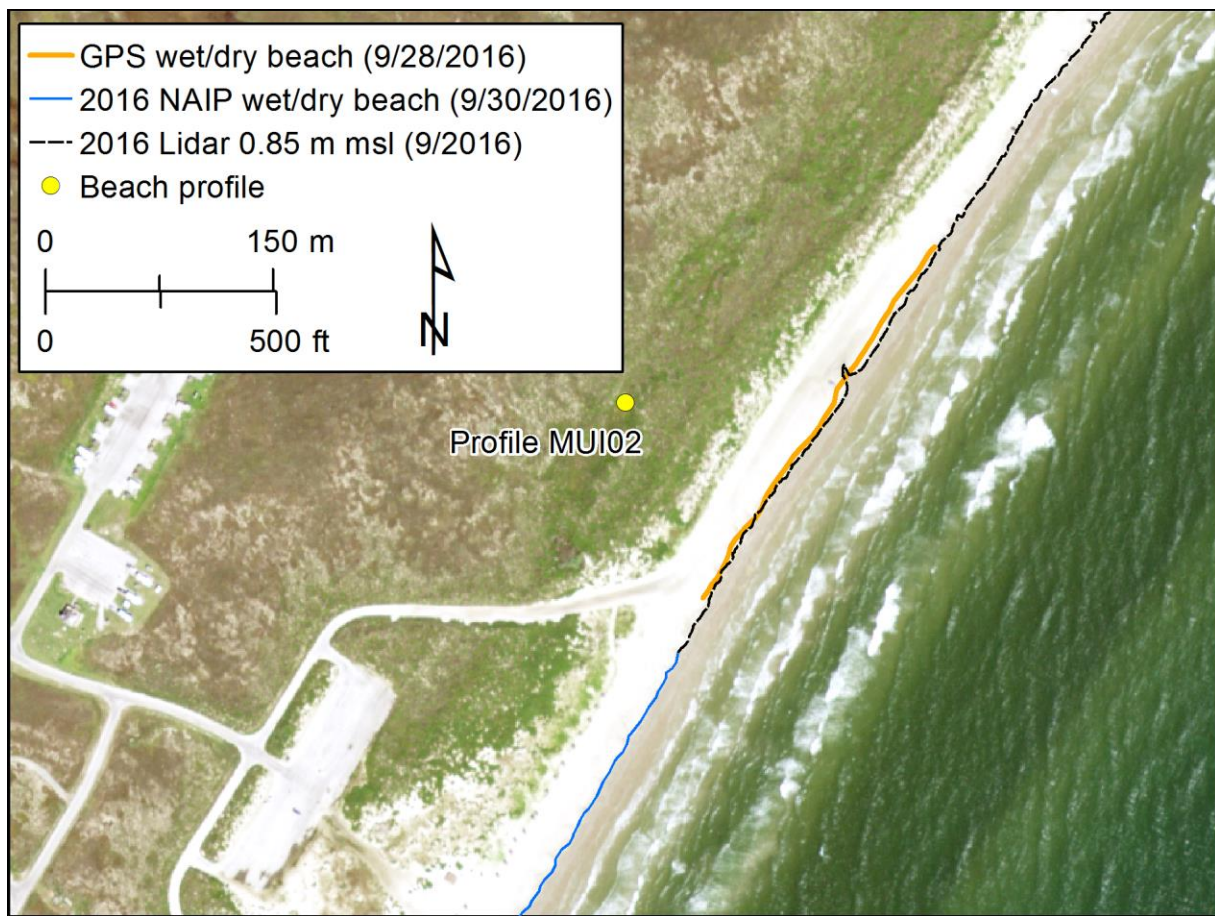 GPS wet/dry beach (9/28/2016)
2016 NAIP wet/dry beach (9/30/2016)
2016 Lidar 0.85 m msl (9/2016)
Beach profile
0 150 m
0 500 ft
N
Profile MUI02